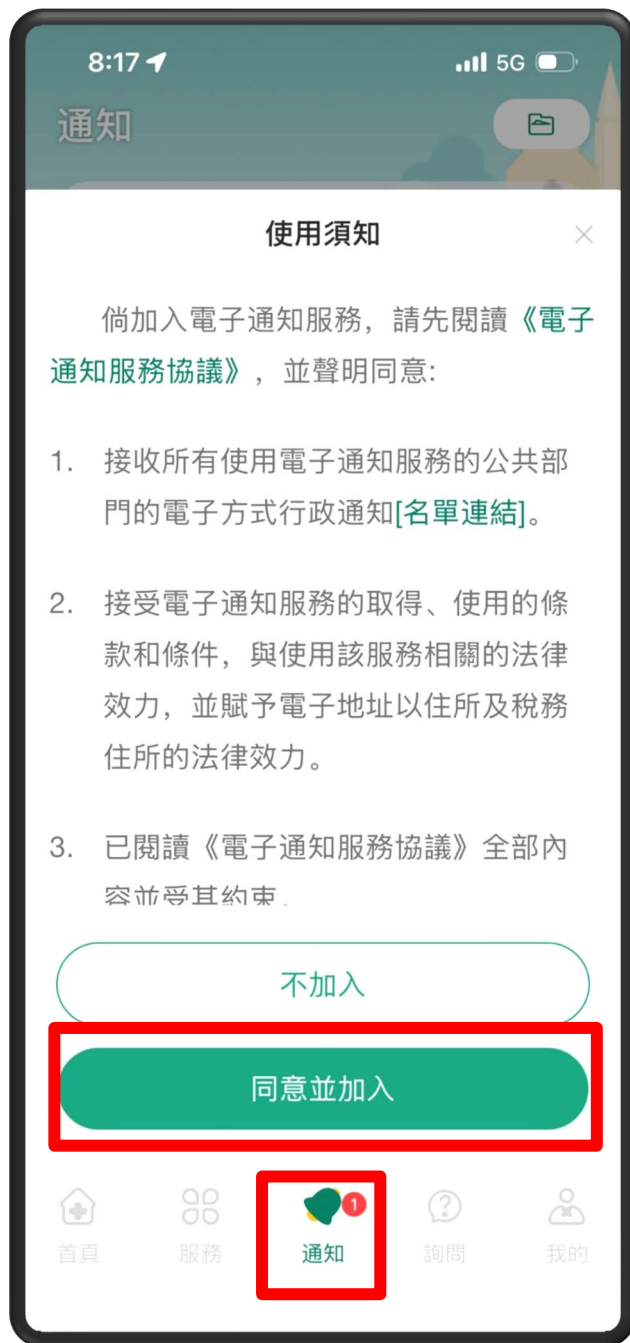 8:17
5G
通知
使用須知
倘加入電子通知服務，請先閱讀《電子
通知服務協議》，並聲明同意:
1. 接收所有使用電子通知服務的公共部
門的電子方式行政通知[名單連結]。
2. 接受電子通知服務的取得、使用的條
款和條件，與使用該服務相關的法律
效力，並賦予電子地址以住所及稅務
住所的法律效力。
3. 已閱讀《電子通知服務協議》全部內
容並受其約束.
不加入
同意並加入
1
首頁 服務 通知 詢問 我的